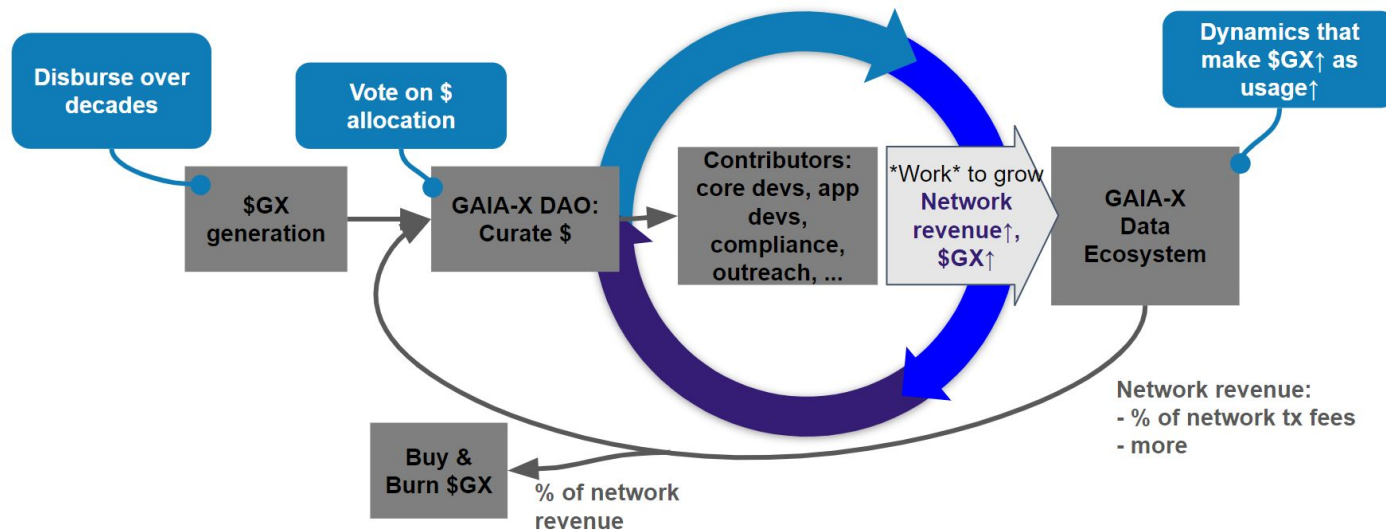 Disburse over
decades
Vote on $
allocation
Dynamics that
make $GX↑ as
usage↑
$GX
generation
GAIA-X DAO:
Curate $
Contributors:
core devs, app
devs,
compliance,
outreach, ...
*Work* to grow
Network
revenue↑,
$GX↑
GAIA-X
Data
Ecosystem
Network revenue:
- % of network tx fees
- more
Buy &
Burn $GX
% of network
revenue